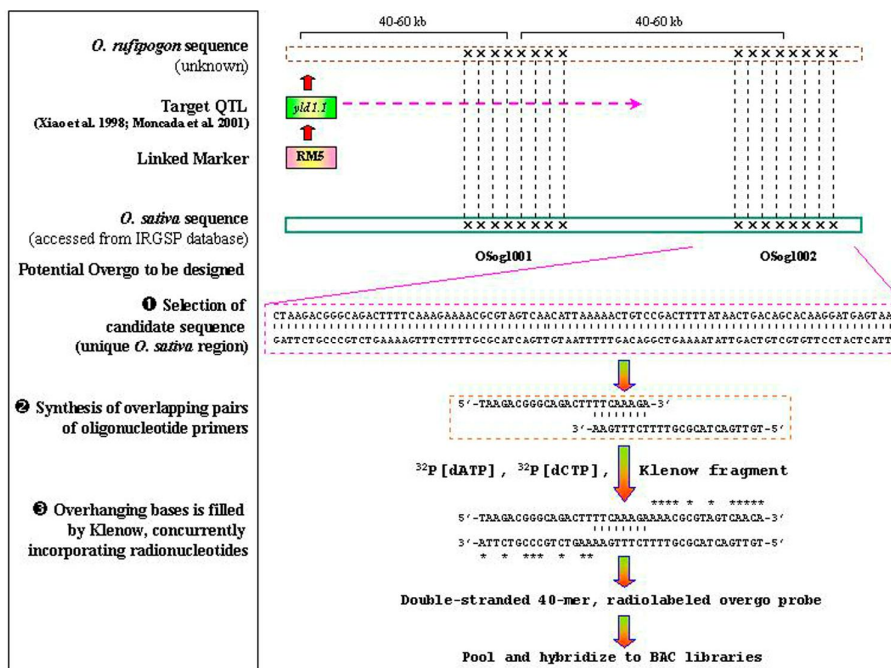 40-60 kb
40-60 kb
O. rufipogon sequence
(unknown)
× × × × × × × ×
× × × × × × × ×
Target QTL
(Xiao et al. 1998; Moncada et al. 2001)
yld1.1
Linked Marker
RM5
O. sativa sequence
(accessed from IRGSP database)
× × × × × × × ×
× × × × × × × ×
OSog1001
OSog1002
Potential Overgo to be designed
❶ Selection of
candidate sequence
(unique O. sativa region)
CTAAGACGGGCAGACTTTTCAAAGAAAACGCGTAGTCAACATTAAAAACTGTCCGACTTTTATAACTGACAGCACAAGGATGAGTAA
GATTCTGCCCGTCTGAAAAGTTTCTTTTGCGCATCAGTTGTAATTTTTGACAGGCTGAAAATATTGACTGTCGTGTTCCTACTCATT
❷ Synthesis of overlapping pairs
of oligonucleotide primers
5′-TAAGACGGGCAGACTTTTCAAAGA-3′
3′-AAGTTTCTTTTGCGCATCAGTTGT-5′
32P[dATP], 32P[dCTP], Klenow fragment
❸ Overhanging bases is filled
by Klenow, concurrently
incorporating radionucleotides
**** * * *****
5′-TAAGACGGGCAGACTTTTCAAAGAAAACGCGTAGTCAACA-3′
3′-ATTCTGCCCGTCTGAAAAGTTTCTTTTGCGCATCAGTTGT-5′
* * *** * **
Double-stranded 40-mer, radiolabeled overgo probe
Pool and hybridize to BAC libraries